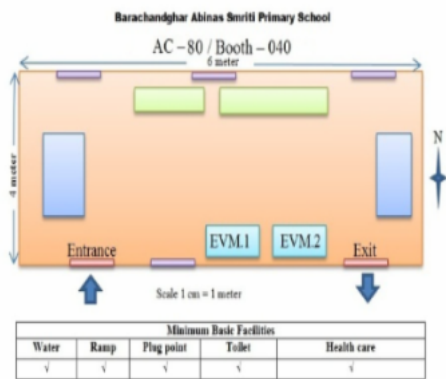 Barachandghar Abinas Smriti Primary School
AC – 80 / Booth – 040
6 meter
4 meter
N
EVM.1 EVM.2
Entrance Exit
Scale 1 cm = 1 meter
Minimum Basic Facilities
Water Ramp Plug point Toilet Health care
√ √ √ √ √